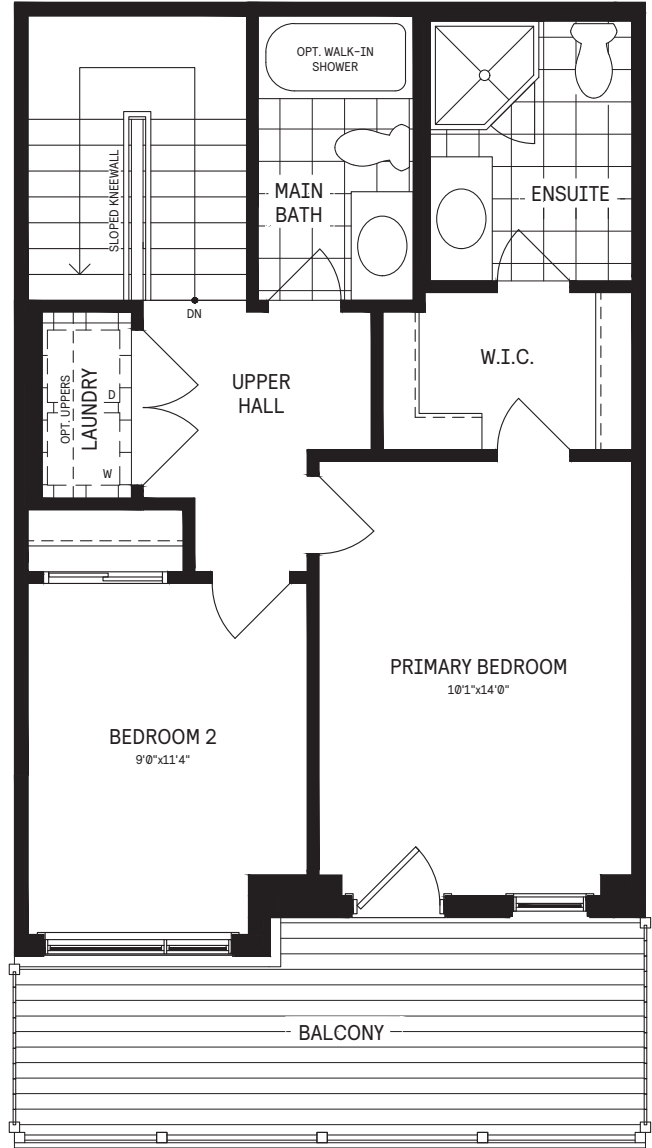 OPT. WALK-IN
SHOWER
MAIN
BATH
ENSUITE
SLOPED KNEEWALL
DN
W.I.C.
UPPER
HALL
OPT. UPPERS
LAUNDRY
D
W
PRIMARY BEDROOM
10'1"x14'0"
BEDROOM 2
9'0"x11'4"
BALCONY